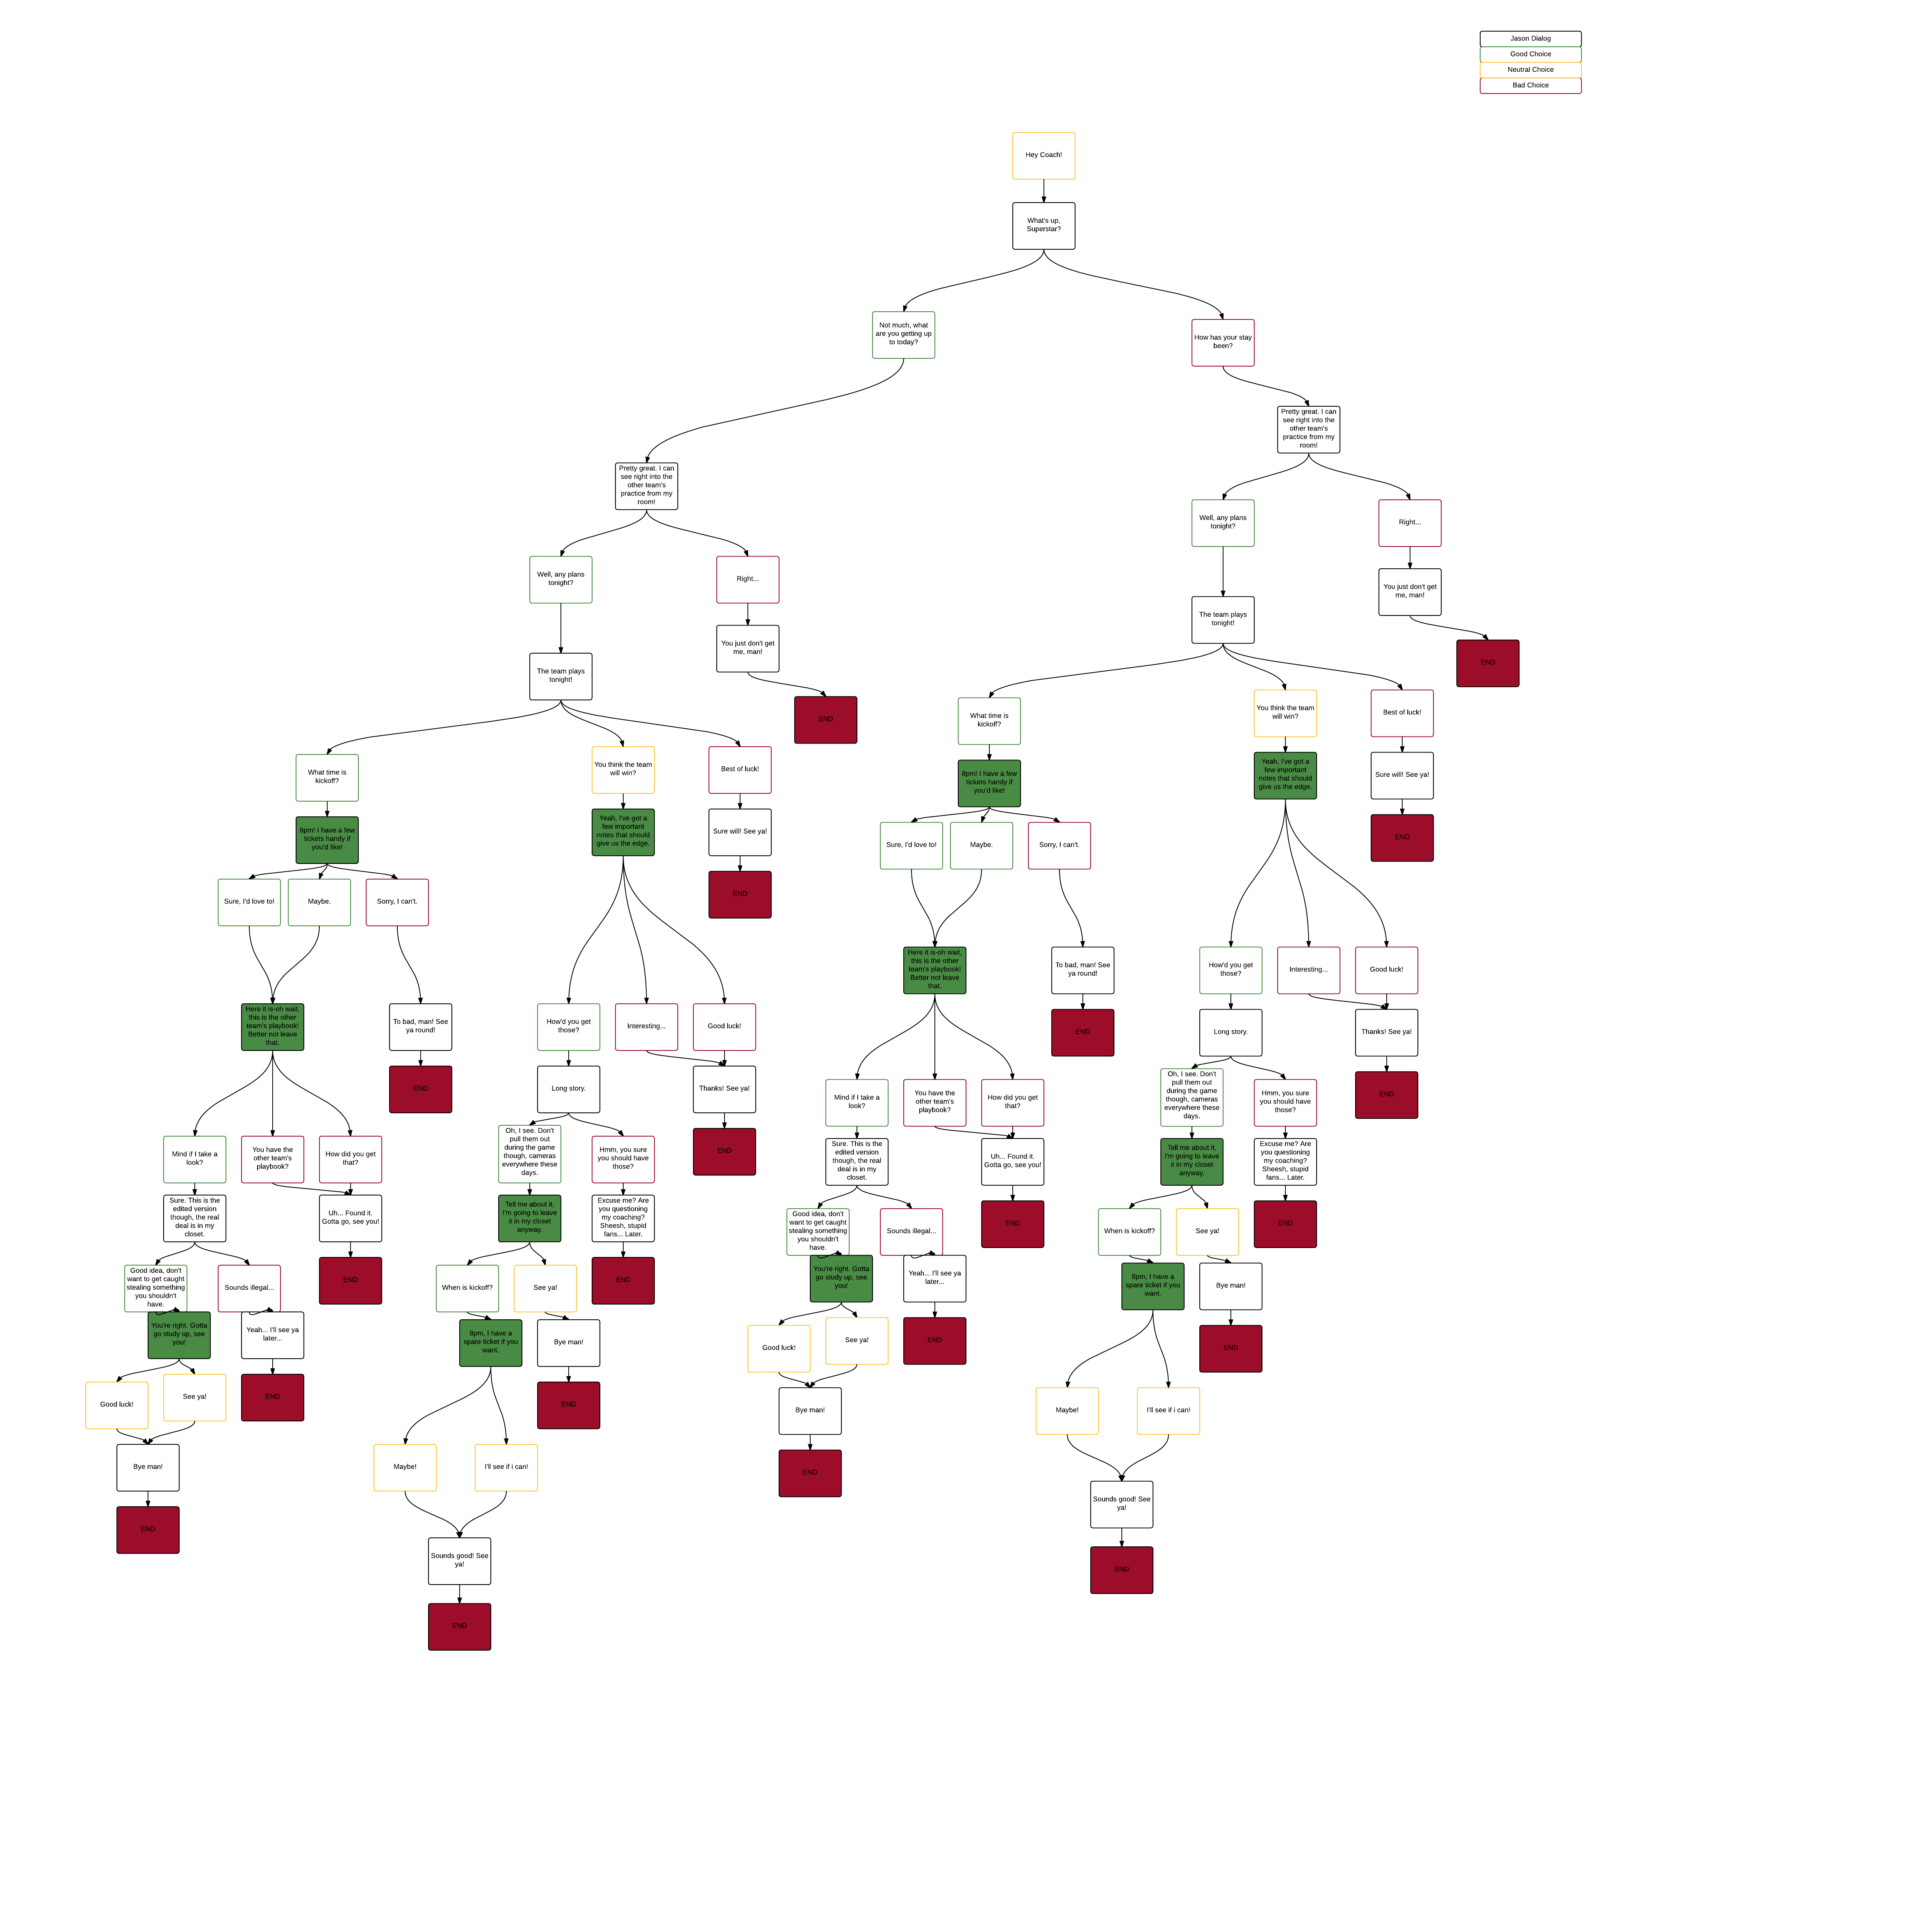 Jason Dialog
Good Choice
Neutral Choice
Bad Choice
Hey Coach!
What's up,
Superstar?
Not much, what
are you getting up
to today?
How has your stay
been?
Pretty great. I can
see right into the
other team's
practice from my
room!
Well, any plans
tonight?
Right...
The team plays
tonight!
You just don't get
me, man!
END
What time is
kickoff?
You think the team
will win?
Best of luck!
8pm! I have a few
tickets handy if
you'd like!
Yeah, I've got a
few important
notes that should
give us the edge.
Sure will! See ya!
END
Sure, I'd love to!
Maybe.
Sorry, I can't.
Here it is-oh wait,
this is the other
team's playbook!
Better not leave
that.
To bad, man! See
ya round!
END
How'd you get
those?
Interesting...
Good luck!
Long story.
Thanks! See ya!
END
Mind if I take a
look?
You have the
other team's
playbook?
How did you get
that?
Oh, I see. Don't
pull them out
during the game
though, cameras
everywhere these
days.
Hmm, you sure
you should have
those?
Sure. This is the
edited version
though, the real
deal is in my
closet.
Uh... Found it.
Gotta go, see you!
END
Tell me about it,
I'm going to leave
it in my closet
anyway.
Excuse me? Are
you questioning
my coaching?
Sheesh, stupid
fans... Later.
END
Good idea, don't
want to get caught
stealing something
you shouldn't
have.
Sounds illegal...
When is kickoff?
See ya!
You're right. Gotta
go study up, see
you!
Yeah... I'll see ya
later...
END
8pm, I have a
spare ticket if you
want.
Bye man!
END
Good luck!
See ya!
Bye man!
END
Maybe!
I'll see if i can!
Sounds good! See
ya!
END
Pretty great. I can
see right into the
other team's
practice from my
room!
Well, any plans
tonight?
Right...
You just don't get
me, man!
END
The team plays
tonight!
What time is
kickoff?
You think the team
will win?
Best of luck!
8pm! I have a few
tickets handy if
you'd like!
Yeah, I've got a
few important
notes that should
give us the edge.
Sure will! See ya!
END
Sure, I'd love to!
Maybe.
Sorry, I can't.
Here it is-oh wait,
this is the other
team's playbook!
Better not leave
that.
To bad, man! See
ya round!
END
How'd you get
those?
Interesting...
Good luck!
Long story.
Thanks! See ya!
END
Mind if I take a
look?
You have the
other team's
playbook?
How did you get
that?
Oh, I see. Don't
pull them out
during the game
though, cameras
everywhere these
days.
Hmm, you sure
you should have
those?
Sure. This is the
edited version
though, the real
deal is in my
closet.
Uh... Found it.
Gotta go, see you!
END
Tell me about it,
I'm going to leave
it in my closet
anyway.
Excuse me? Are
you questioning
my coaching?
Sheesh, stupid
fans... Later.
END
Good idea, don't
want to get caught
stealing something
you shouldn't
have.
Sounds illegal...
When is kickoff?
See ya!
You're right. Gotta
go study up, see
you!
Yeah... I'll see ya
later...
END
8pm, I have a
spare ticket if you
want.
Bye man!
END
Good luck!
See ya!
Bye man!
END
Maybe!
I'll see if i can!
Sounds good! See
ya!
END